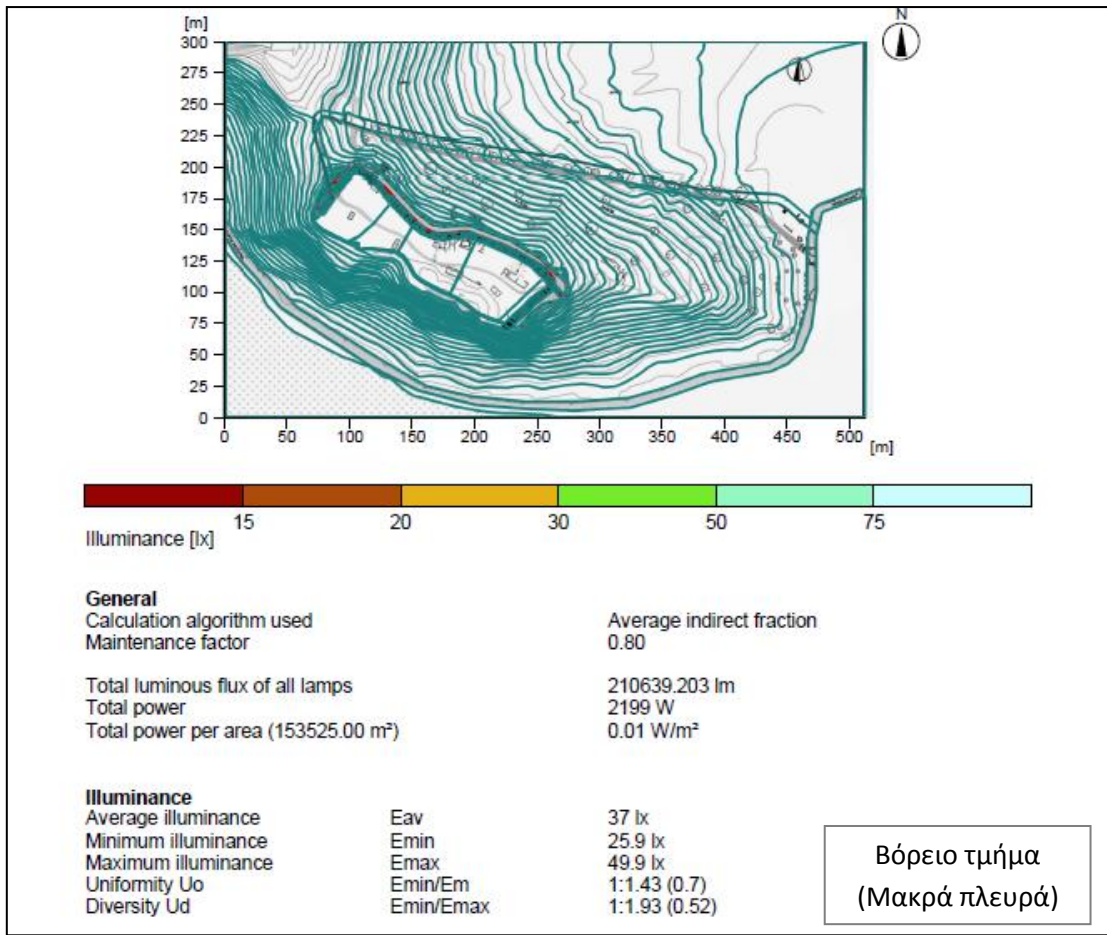 [m]
N
300
275
250
225
200
175
150
125
100
75
50
25
0
0 50 100 150 200 250 300 350 400 450 500 [m]
15 20 30 50 75
Illuminance [lx]
General
Calculation algorithm used Average indirect fraction
Maintenance factor 0.80
Total luminous flux of all lamps 210639.203 lm
Total power 2199 W
Total power per area (153525.00 m²) 0.01 W/m²
Illuminance
Average illuminance Eav 37 lx
Minimum illuminance Emin 25.9 lx
Maximum illuminance Emax 49.9 lx
Uniformity Uo Emin/Em 1:1.43 (0.7)
Diversity Ud Emin/Emax 1:1.93 (0.52)
Βόρειο τμήμα
(Μακρά πλευρά)